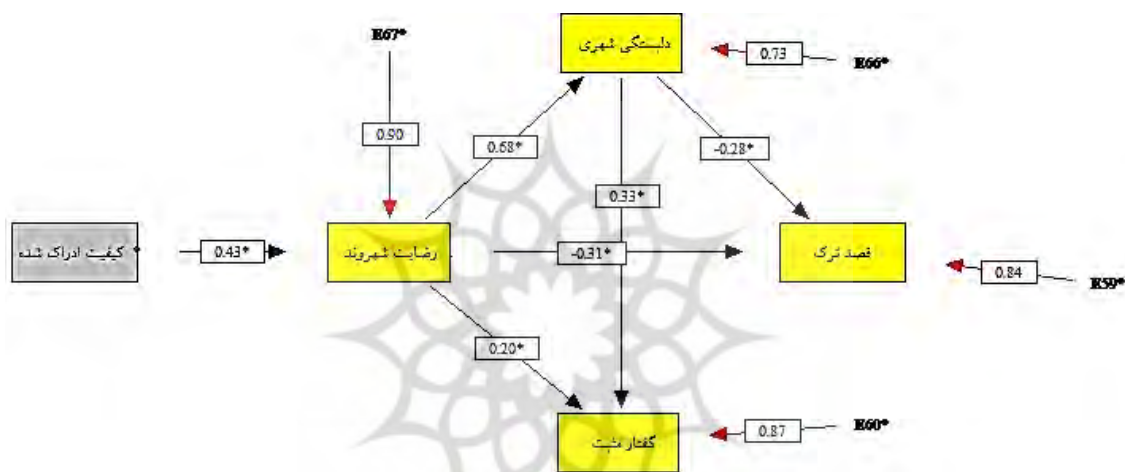 E67*
دلبستگی شهری
0.73
E66*
0.90
0.68*
-0.28*
0.33*
کیفیت ادراک شده *
0.43*
رضایت شهروند
-0.31*
قصد ترک
0.84
E59*
0.20*
گفتار مثبت
0.87
E60*